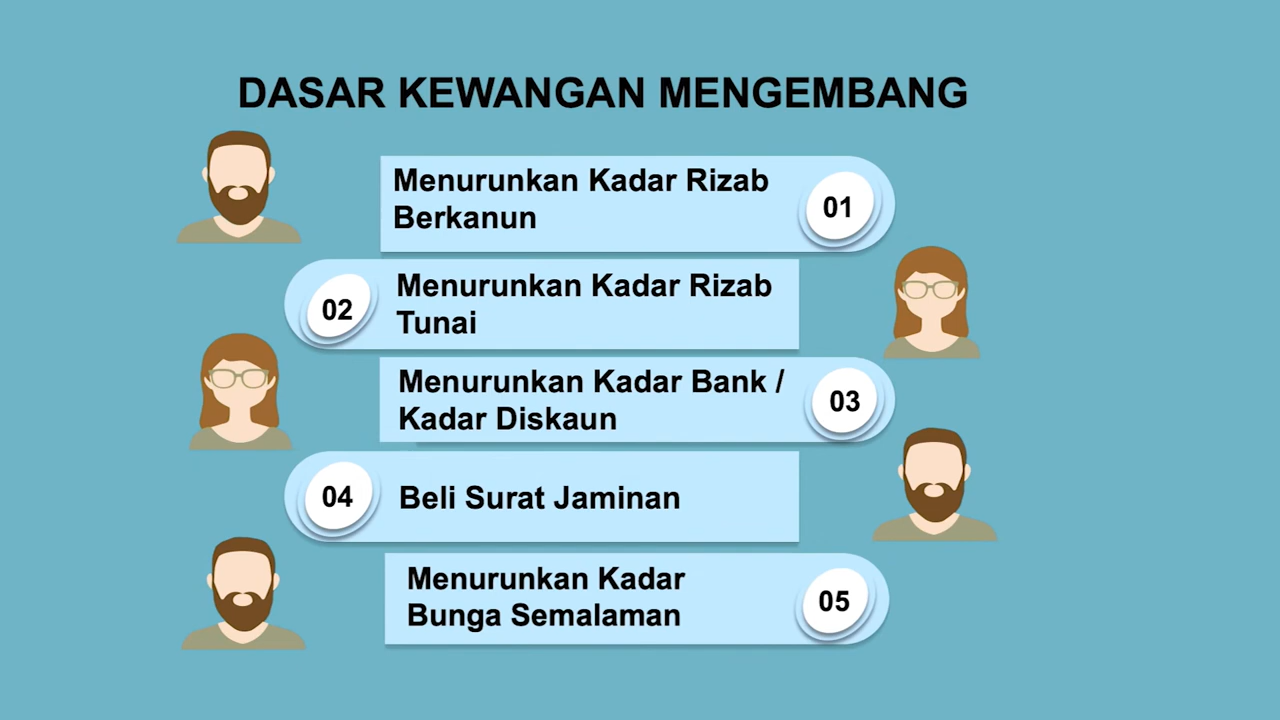 DASAR KEWANGAN MENGEMBANG
Menurunkan Kadar Rizab
Berkanun
01
02
Menurunkan Kadar Rizab
Tunai
Menurunkan Kadar Bank /
Kadar Diskaun
03
04
Beli Surat Jaminan
Menurunkan Kadar
Bunga Semalaman
05